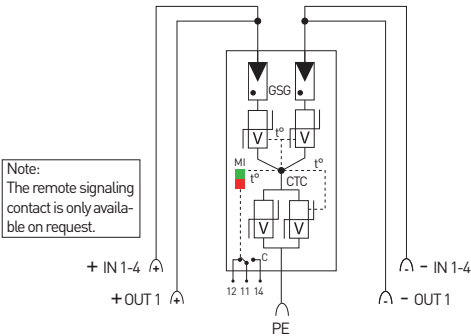 GSG
t°
V
V
t°
MI
t°
CTC
Note:
The remote signaling
contact is only availa-
ble on request.
V
V
C
12 11 14
+ IN 1-4 +
- - IN 1-4
+ OUT 1 +
- - OUT 1
PE